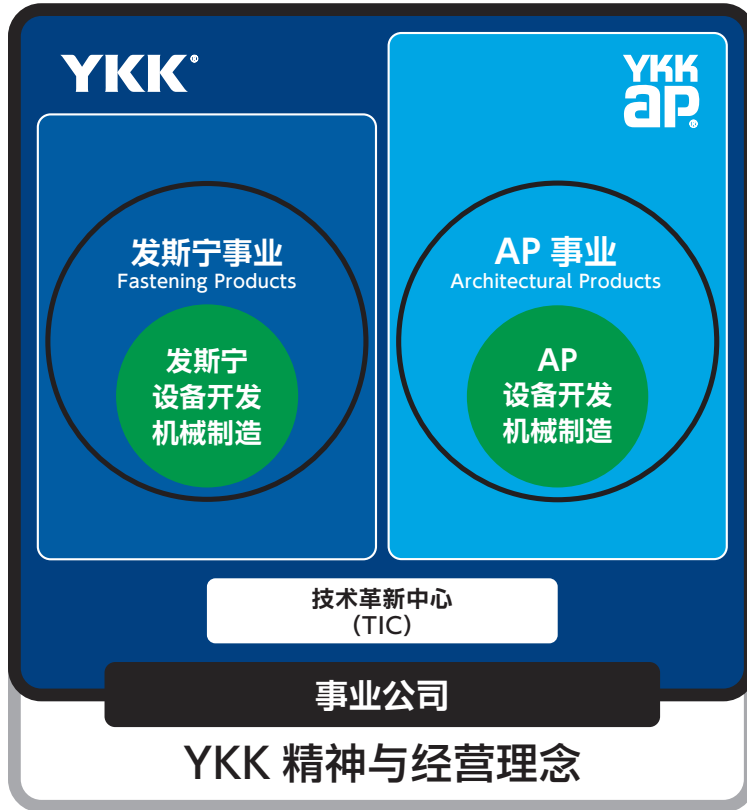 YKK®
YKK
ap®
发斯宁事业
Fastening Products
发斯宁
设备开发
机械制造
AP 事业
Architectural Products
AP
设备开发
机械制造
技术革新中心
(TIC)
事业公司
YKK 精神与经营理念